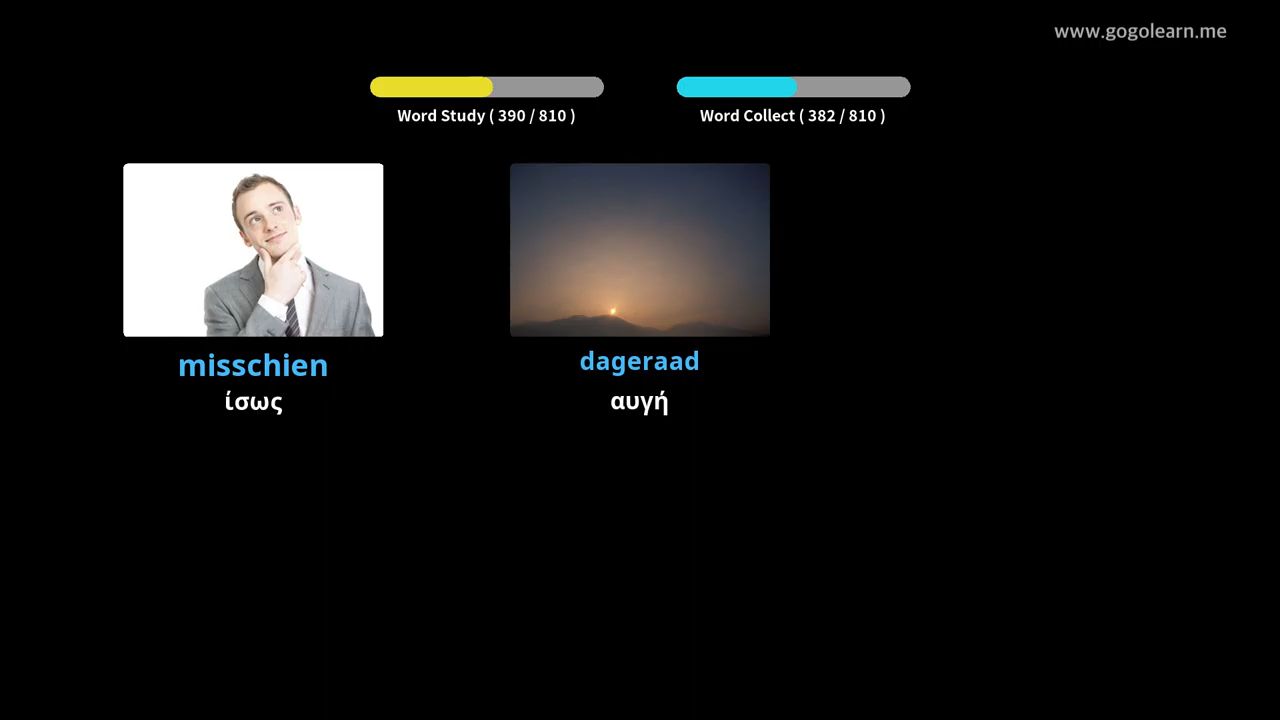 www.gogolearn.me
Word Study ( 390 / 810 )
Word Collect ( 382 / 810 )
misschien
ίσως
dageraad
αυγή